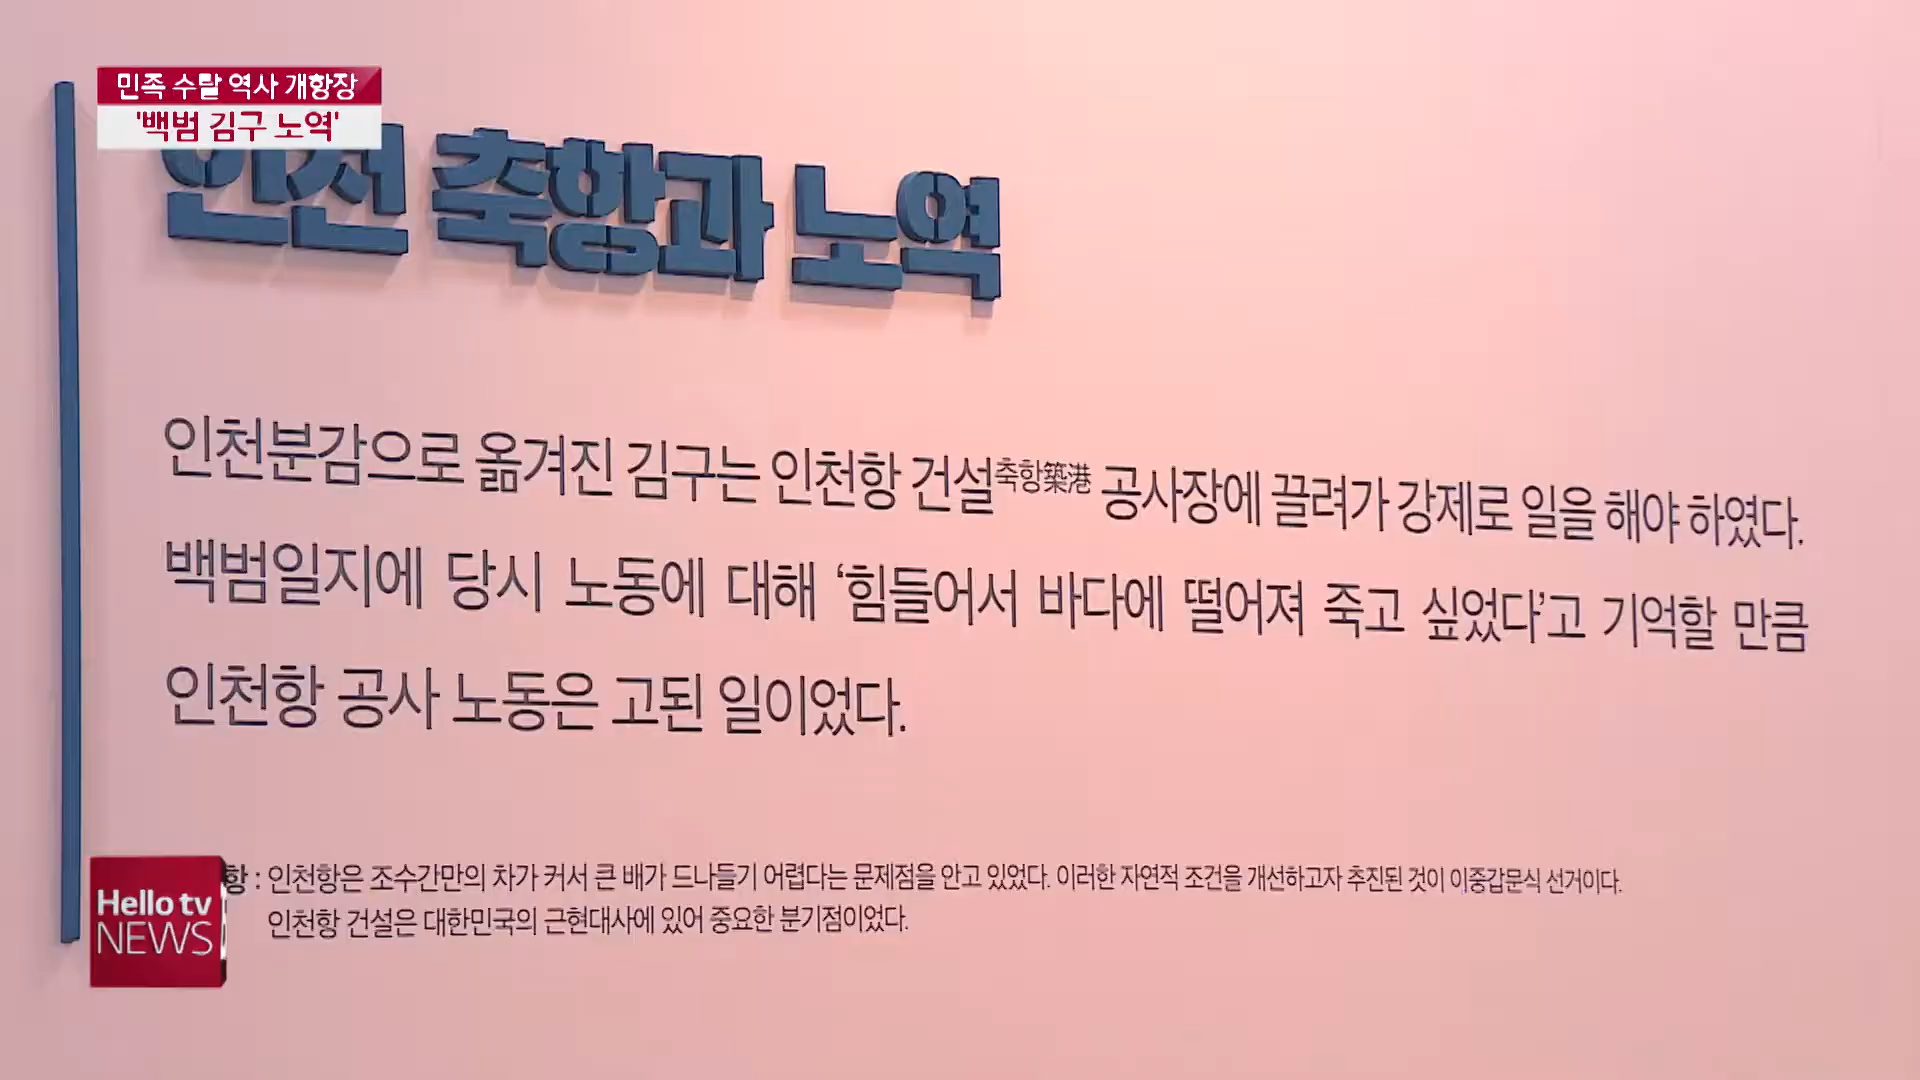 민족 수탈 역사 개항장
'백범 김구 노역'
인천 축항과 노역
인천분감으로 옮겨진 김구는 인천항 건설축항築港 공사장에 끌려가 강제로 일을 해야 하였다.
백범일지에 당시 노동에 대해 ‘힘들어서 바다에 떨어져 죽고 싶었다’고 기억할 만큼
인천항 공사 노동은 고된 일이었다.
항 : 인천항은 조수간만의 차가 커서 큰 배가 드나들기 어렵다는 문제점을 안고 있었다. 이러한 자연적 조건을 개선하고자 추진된 것이 이중갑문식 선거이다.
인천항 건설은 대한민국의 근현대사에 있어 중요한 분기점이었다.
Hello tv
NEWS